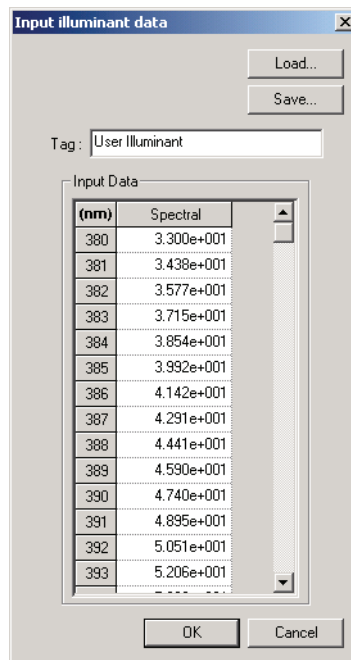 Input illuminant data
Load...
Save...
Tag : User Illuminant
Input Data
(nm) Spectral
380 3.300e+001
381 3.438e+001
382 3.577e+001
383 3.715e+001
384 3.854e+001
385 3.992e+001
386 4.142e+001
387 4.291e+001
388 4.441e+001
389 4.590e+001
390 4.740e+001
391 4.895e+001
392 5.051e+001
393 5.206e+001
OK Cancel